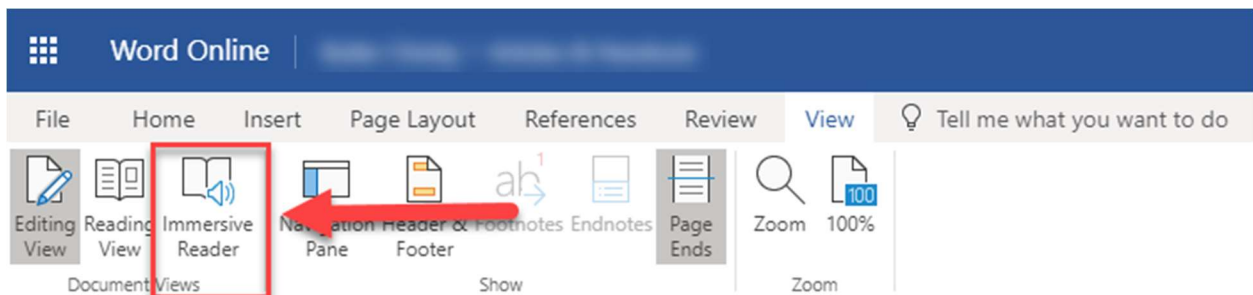 Word Online
File Home Insert Page Layout References Review View Tell me what you want to do
ab 1 100
Editing Reading Immersive Navigation Header & Footnotes Endnotes Page Zoom 100%
View View Reader Pane Footer Ends
Document Views Show Zoom